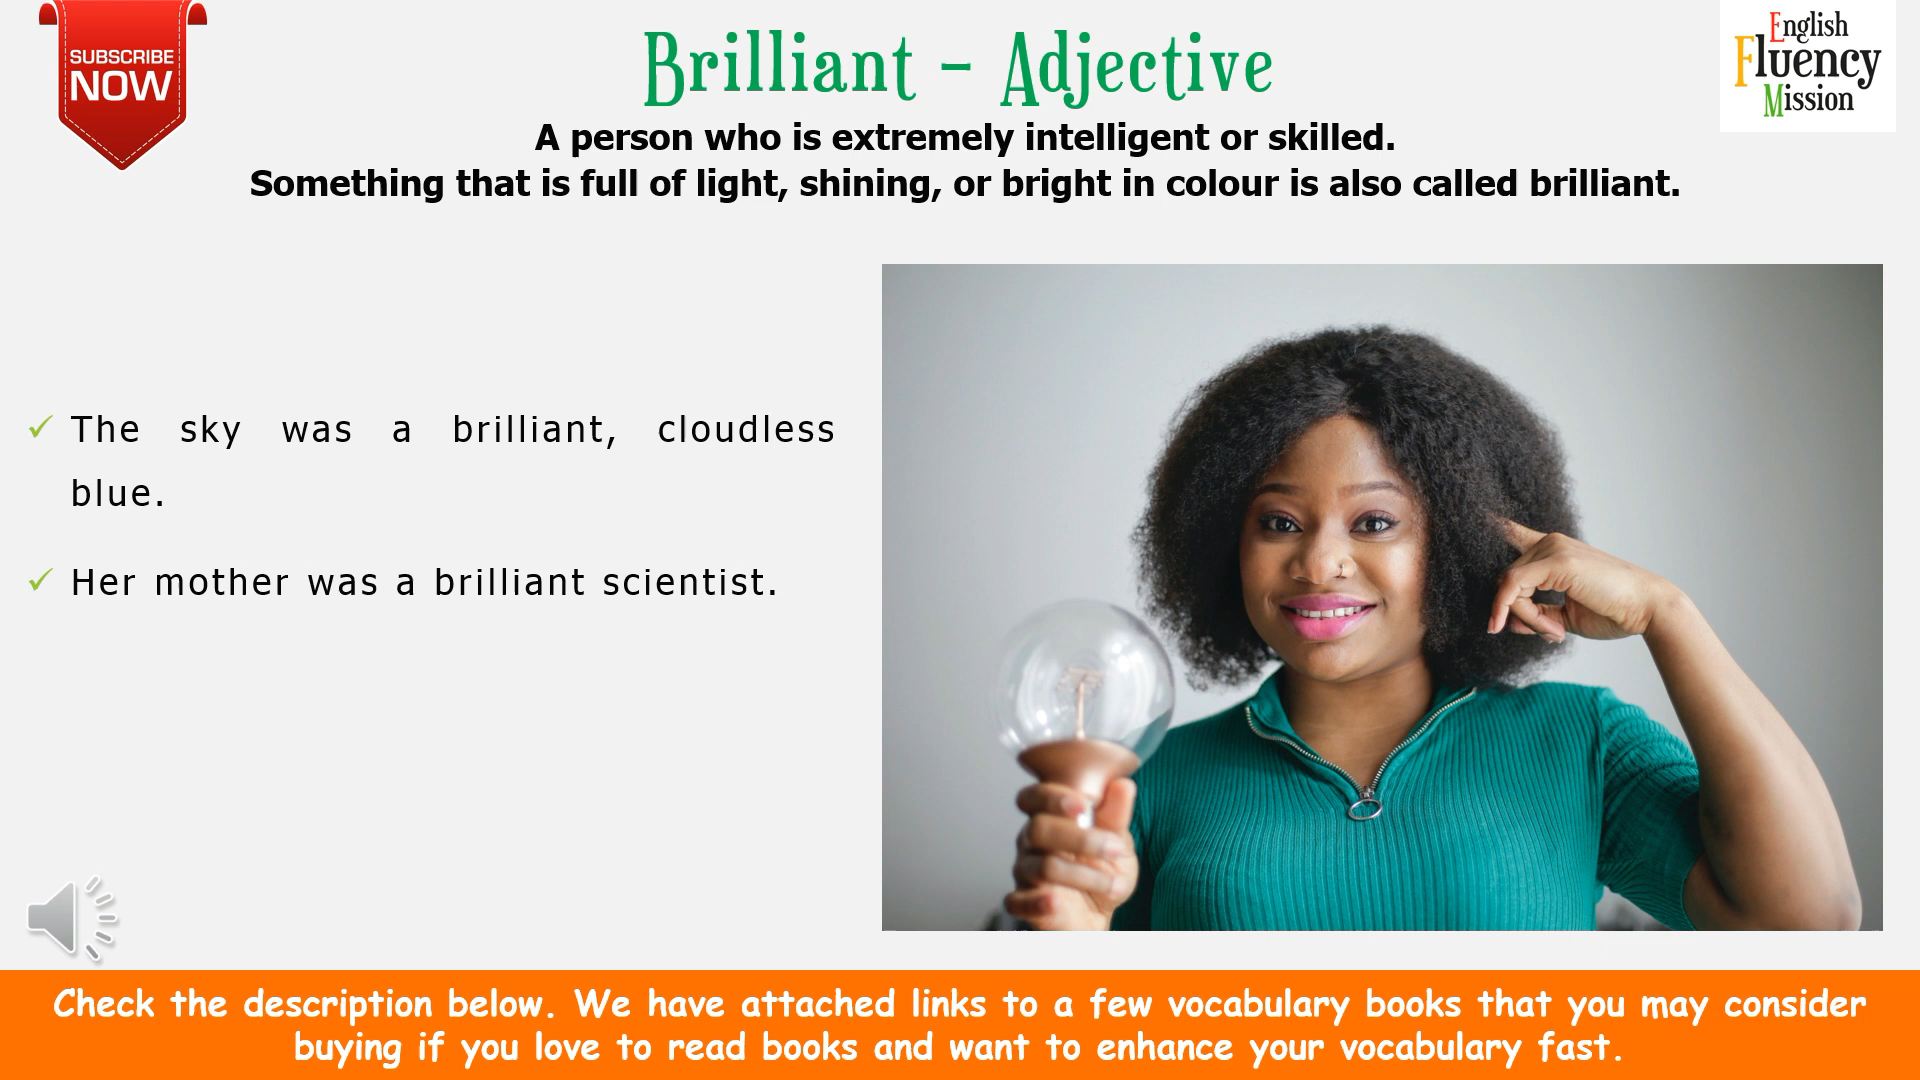 SUBSCRIBE
NOW
Brilliant - Adjective
English
Fluency
Mission
A person who is extremely intelligent or skilled.
Something that is full of light, shining, or bright in colour is also called brilliant.
The sky was a brilliant, cloudless
blue.
Her mother was a brilliant scientist.
Check the description below. We have attached links to a few vocabulary books that you may consider
buying if you love to read books and want to enhance your vocabulary fast.